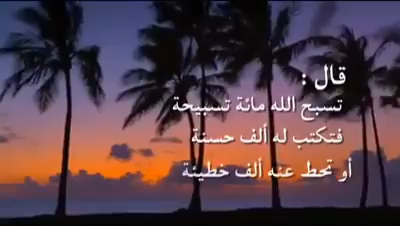 قال :
تسبح الله مائة تسبيحة
فتكتب له ألف حسنة
أو تحط عنه ألف خطيئة